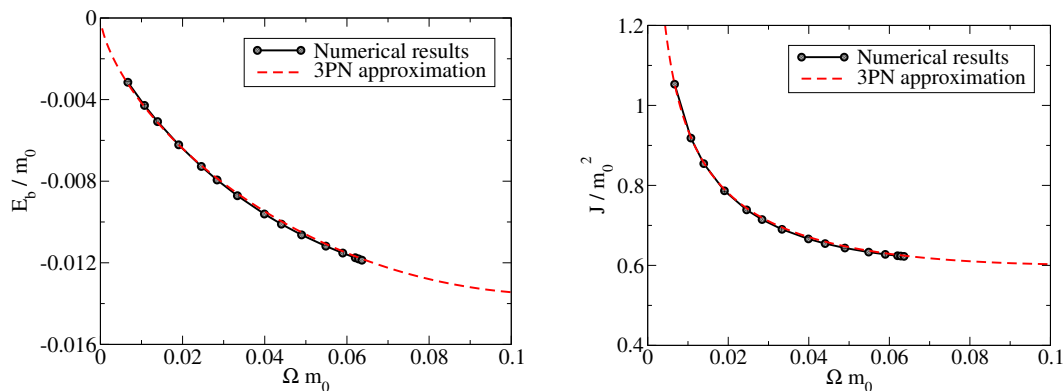 0
-0.004
-0.008
-0.012
-0.016
E_b / m_0
0 0.02 0.04 0.06 0.08 0.1
Ω m_0
Numerical results
3PN approximation
1.2
1
0.8
0.6
0.4
J / m_0^2
0 0.02 0.04 0.06 0.08 0.1
Ω m_0
Numerical results
3PN approximation